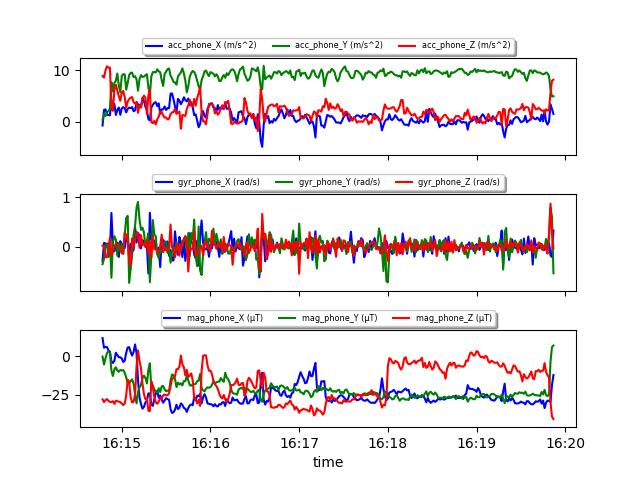 acc_phone_X (m/s^2) acc_phone_Y (m/s^2) acc_phone_Z (m/s^2)
10
0
gyr_phone_X (rad/s) gyr_phone_Y (rad/s) gyr_phone_Z (rad/s)
1
0
mag_phone_X (μT) mag_phone_Y (μT) mag_phone_Z (μT)
0
−25
16:15 16:16 16:17 16:18 16:19 16:20
time